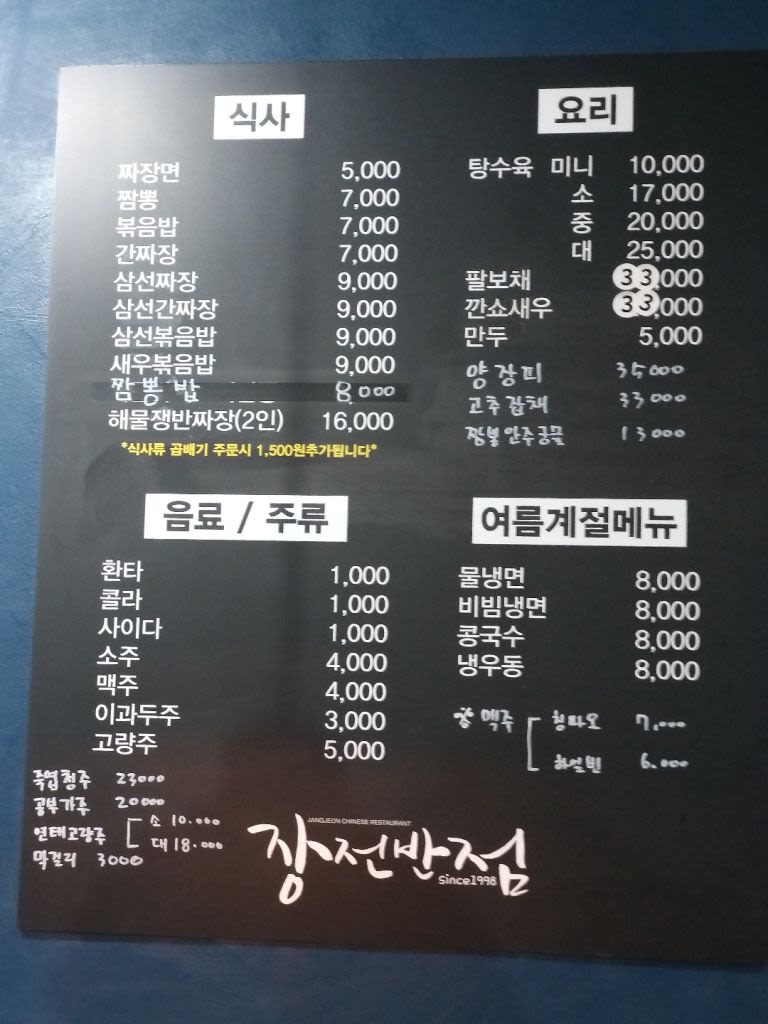 식사
짜장면 5,000
짬뽕 7,000
볶음밥 7,000
간짜장 7,000
삼선짜장 9,000
삼선간짜장 9,000
삼선볶음밥 9,000
새우볶음밥 9,000
짬뽕밥 8,000
해물쟁반짜장(2인) 16,000
*식사류 곱배기 주문시 1,500원추가됩니다*
요리
탕수육 미니 10,000
소 17,000
중 20,000
대 25,000
팔보채 33,000
깐쇼새우 33,000
만두 5,000
양장피 35000
고추잡채 33000
짬뽕안주국물 13000
음료 / 주류
환타 1,000
콜라 1,000
사이다 1,000
소주 4,000
맥주 4,000
이과두주 3,000
고량주 5,000
죽엽청주 23000
공부가주 20000
연태고량주 소 10.000
대 18.000
막걸리 3000
여름계절메뉴
물냉면 8,000
비빔냉면 8,000
콩국수 8,000
냉우동 8,000
맥주 칭타오 7.000
하얼빈 6.000
JANGJEON CHINESE RESTAURANT
장전반점
Since1998